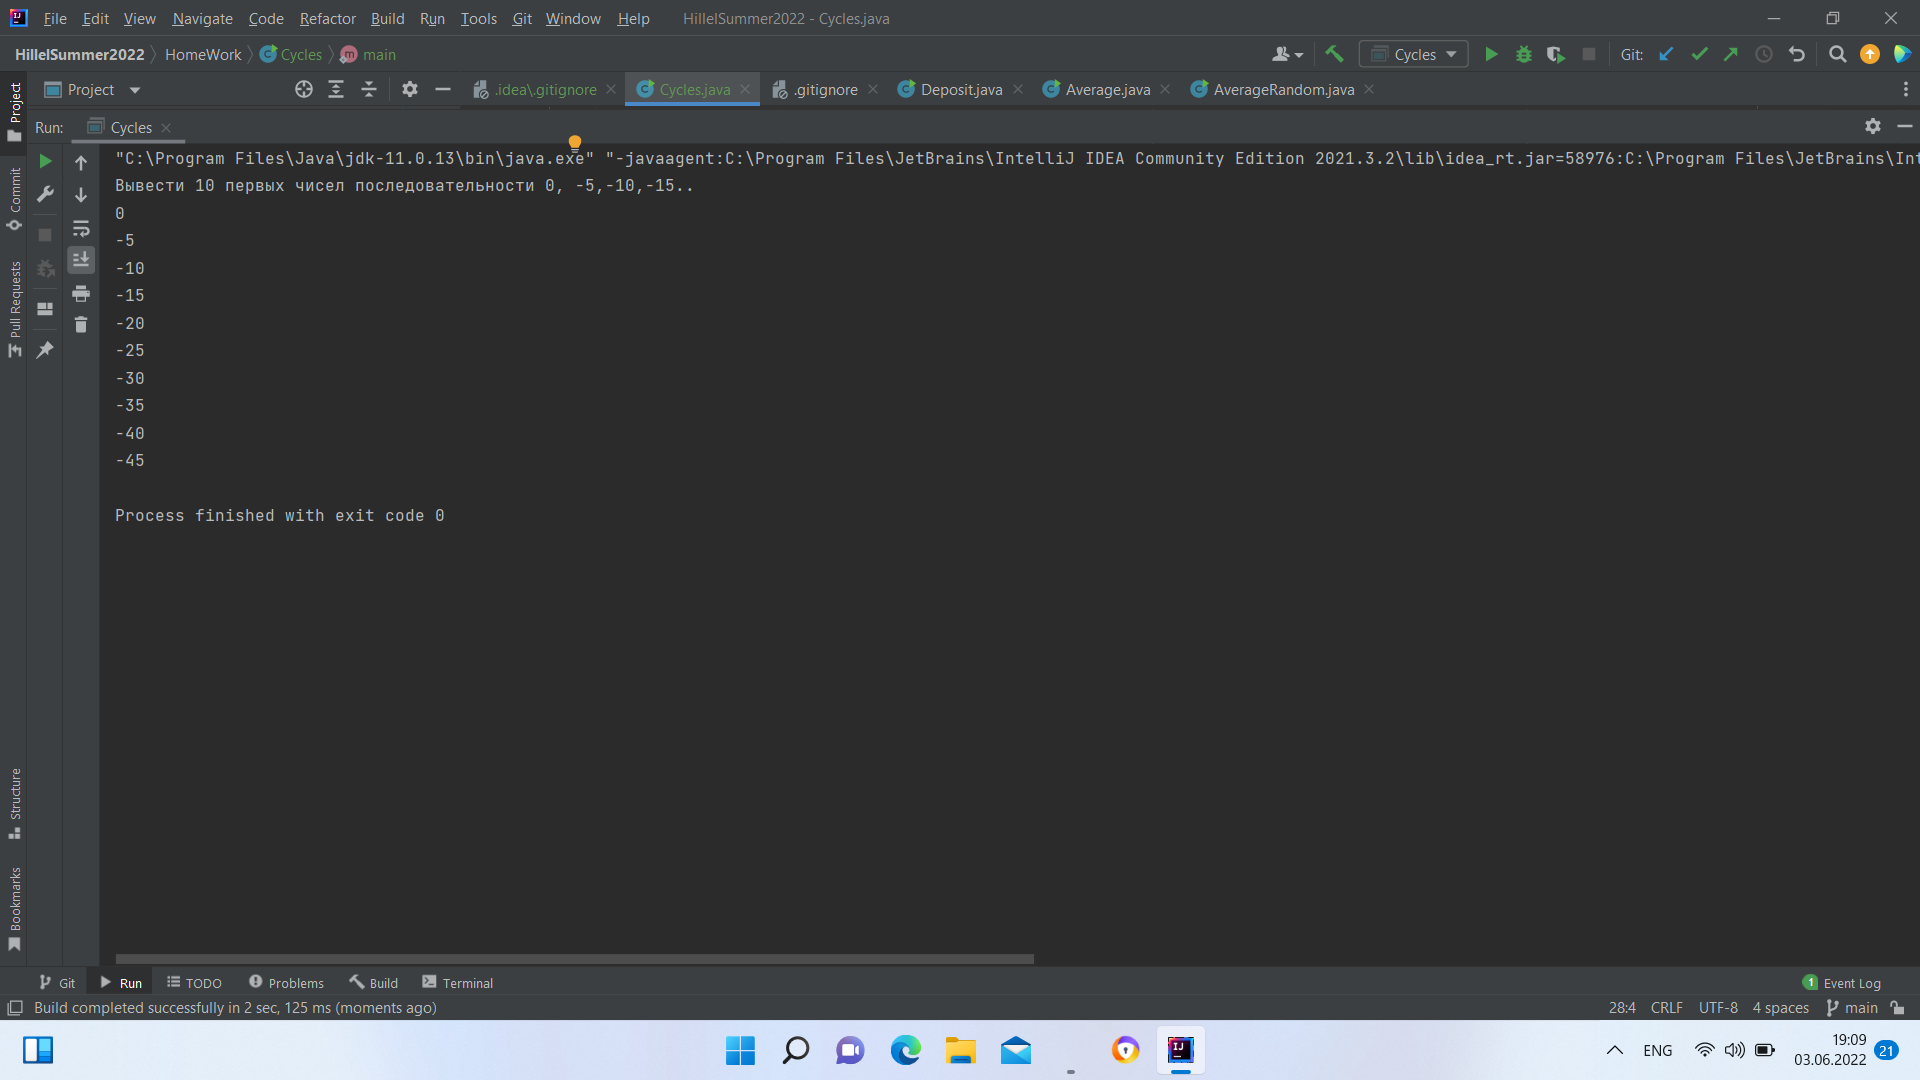 File Edit View Navigate Code Refactor Build Run Tools Git Window Help HillelSummer2022 - Cycles.java
HillelSummer2022 HomeWork Cycles main Cycles Git:
Project .idea\.gitignore Cycles.java .gitignore Deposit.java Average.java AverageRandom.java
Run: Cycles
"C:\Program Files\Java\jdk-11.0.13\bin\java.exe" "-javaagent:C:\Program Files\JetBrains\IntelliJ IDEA Community Edition 2021.3.2\lib\idea_rt.jar=58976:C:\Program Files\JetBrains\Int
Вывести 10 первых чисел последовательности 0, -5,-10,-15..
0
-5
-10
-15
-20
-25
-30
-35
-40
-45
Process finished with exit code 0
Project
Commit
Pull Requests
Structure
Bookmarks
Git Run TODO Problems Build Terminal 1 Event Log
Build completed successfully in 2 sec, 125 ms (moments ago) 28:4 CRLF UTF-8 4 spaces main
ENG 19:09
03.06.2022 21